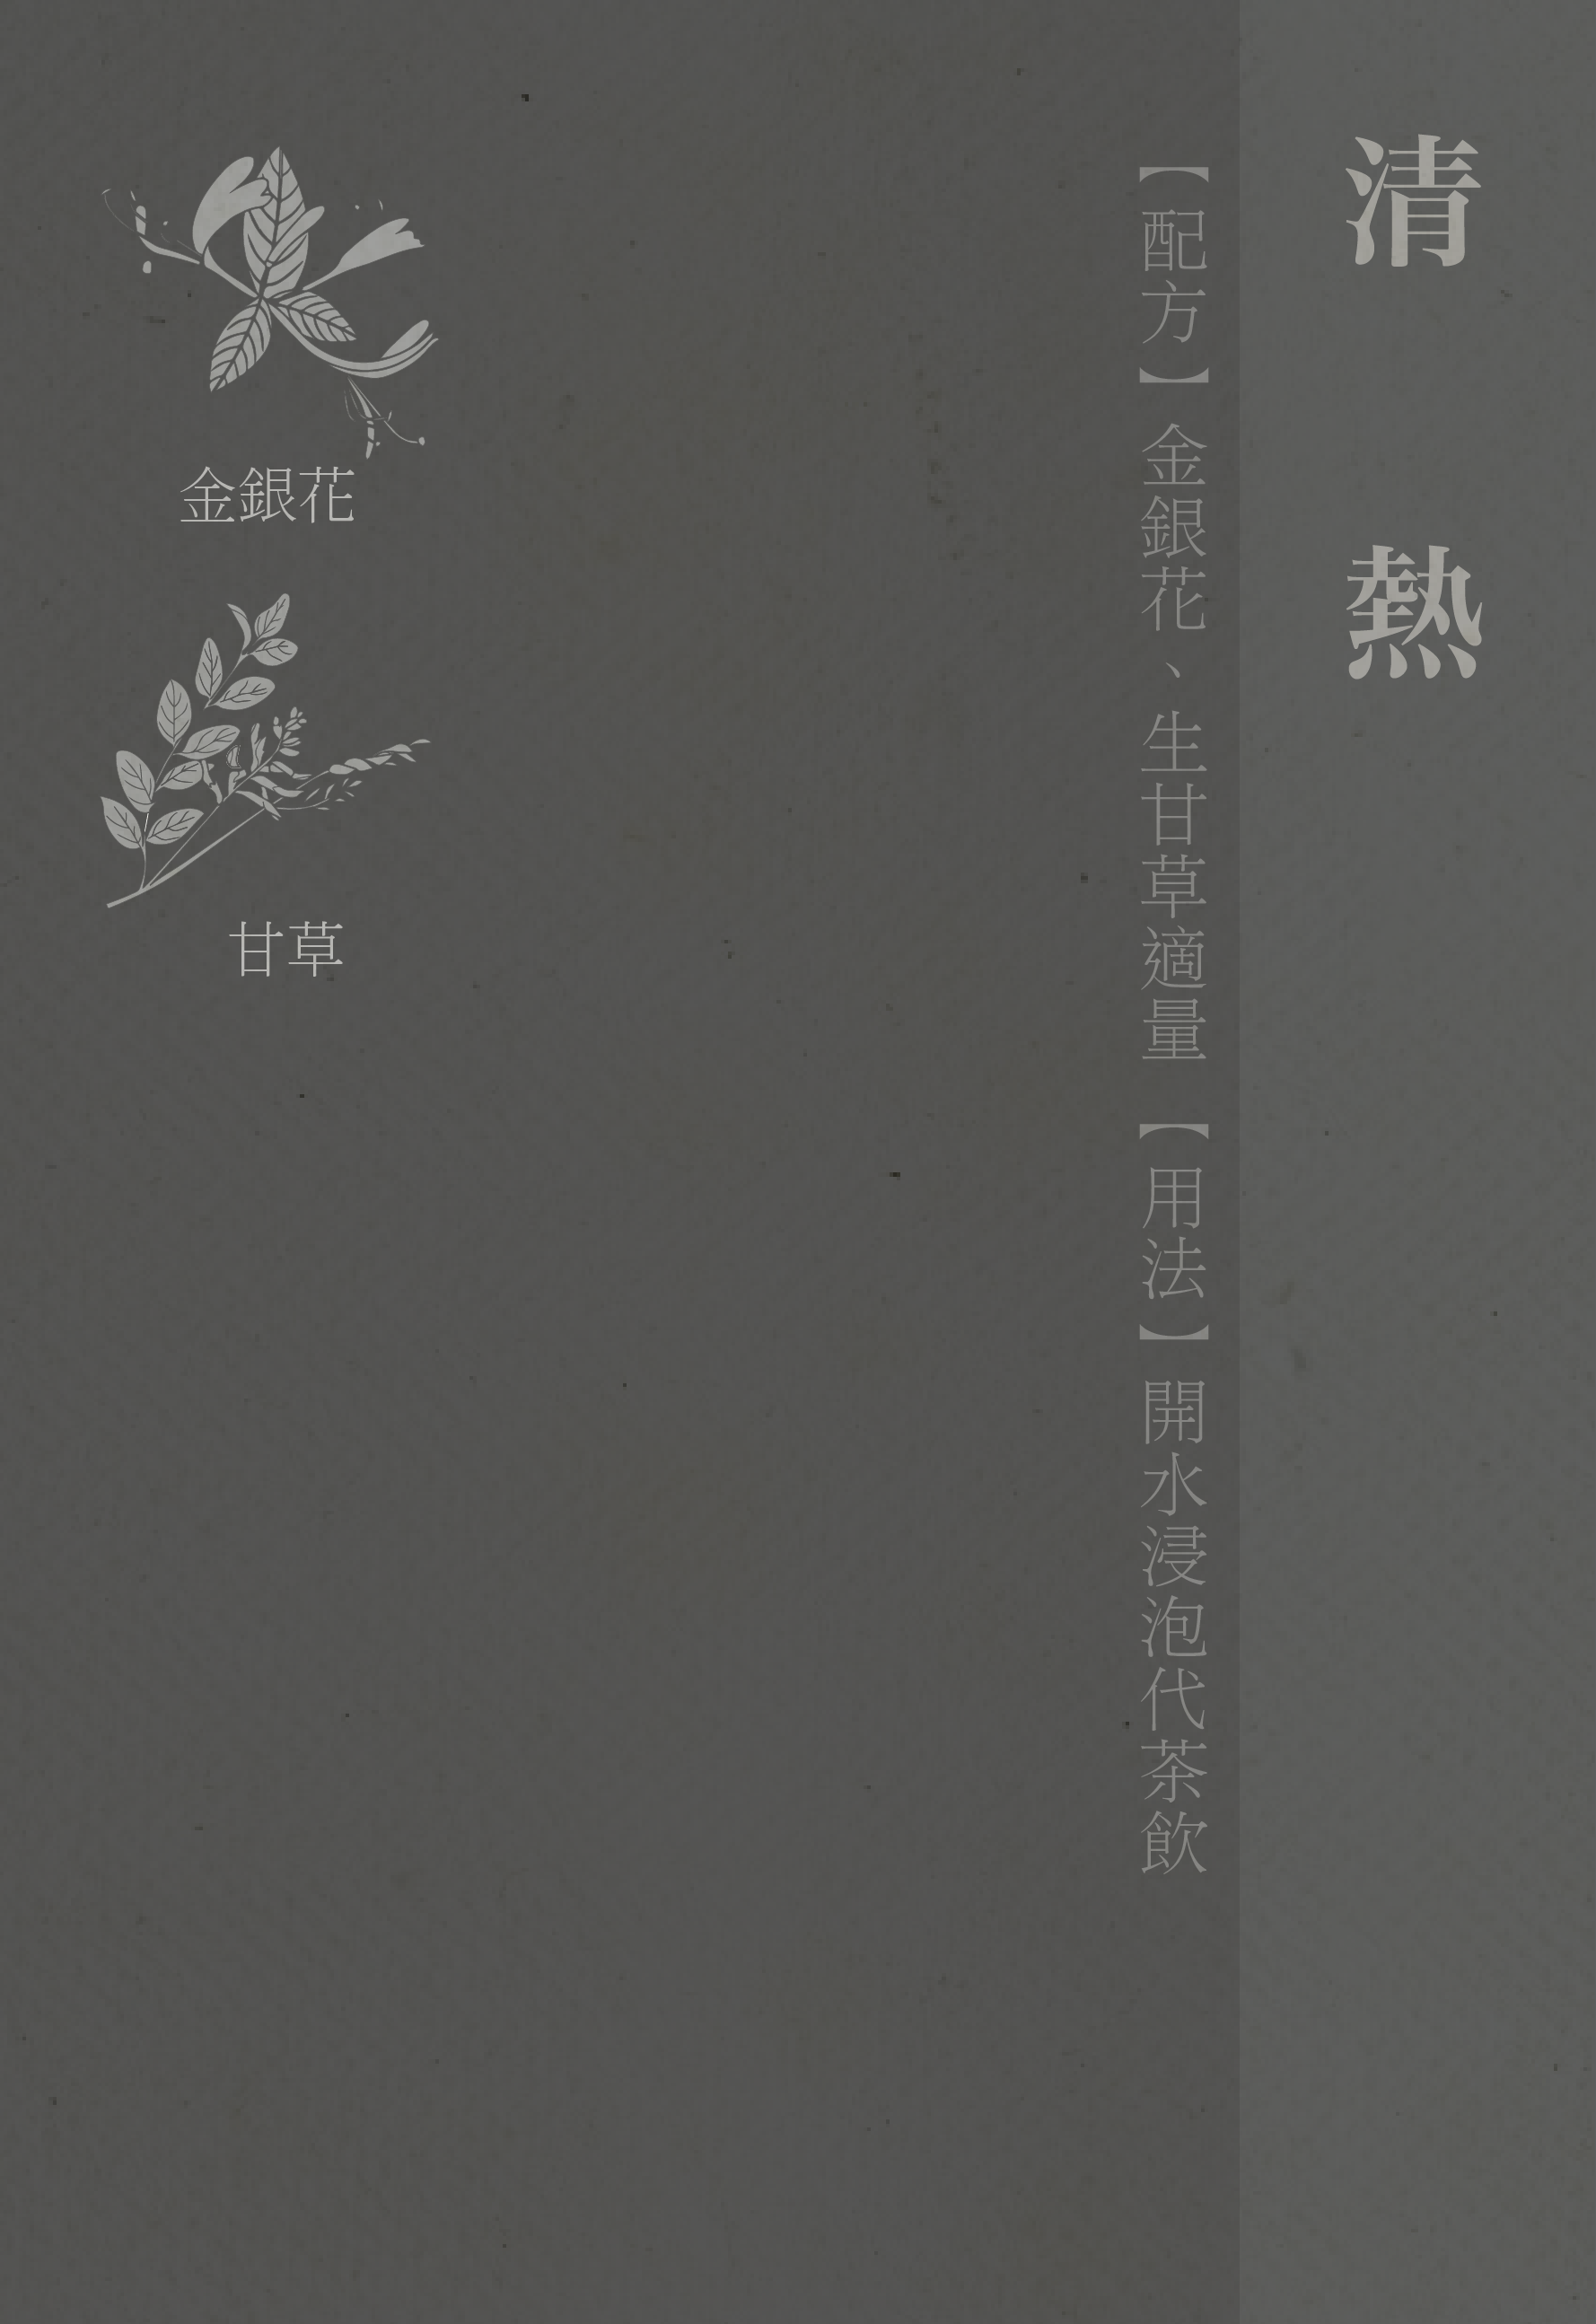 清熱
【配方】金銀花、生甘草適量 【用法】開水浸泡代茶飲
金銀花
甘草